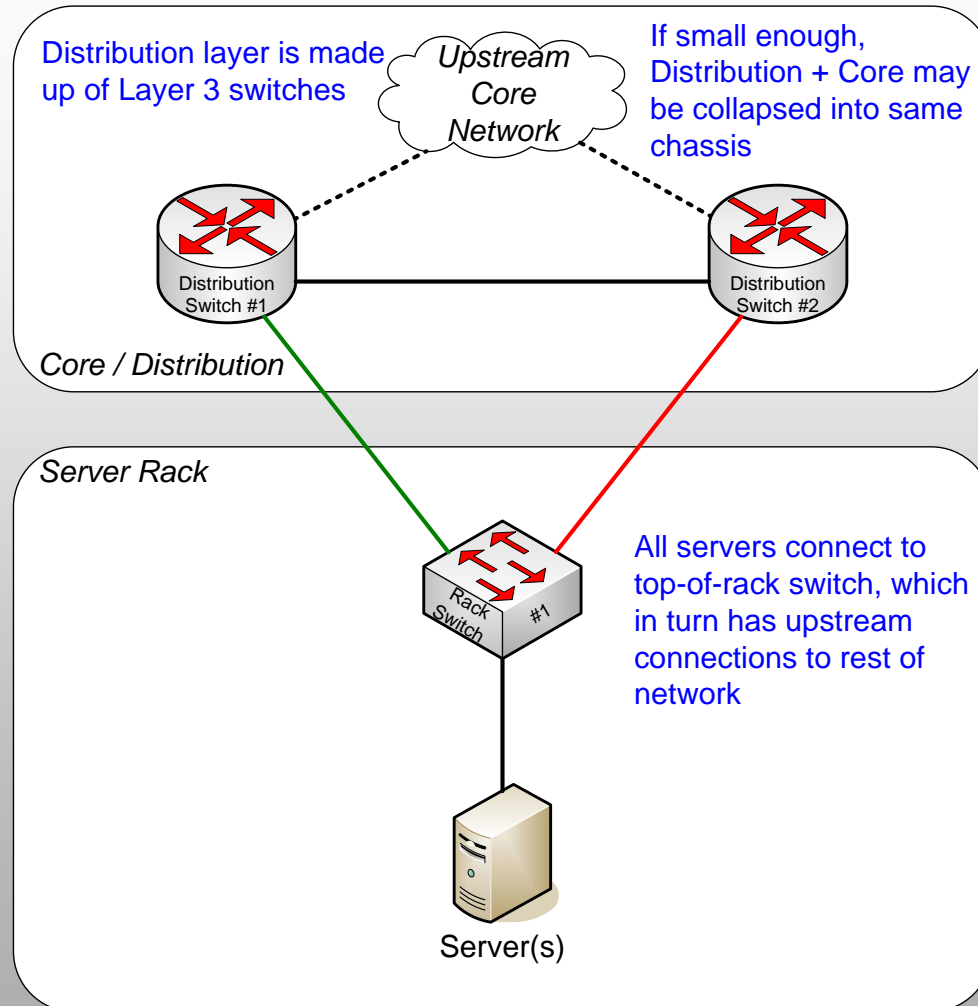 Distribution layer is made
up of Layer 3 switches
Upstream
Core
Network
If small enough,
Distribution + Core may
be collapsed into same
chassis
Distribution
Switch #1
Distribution
Switch #2
Core / Distribution
Server Rack
Rack
Switch
#1
All servers connect to
top-of-rack switch, which
in turn has upstream
connections to rest of
network
Server(s)